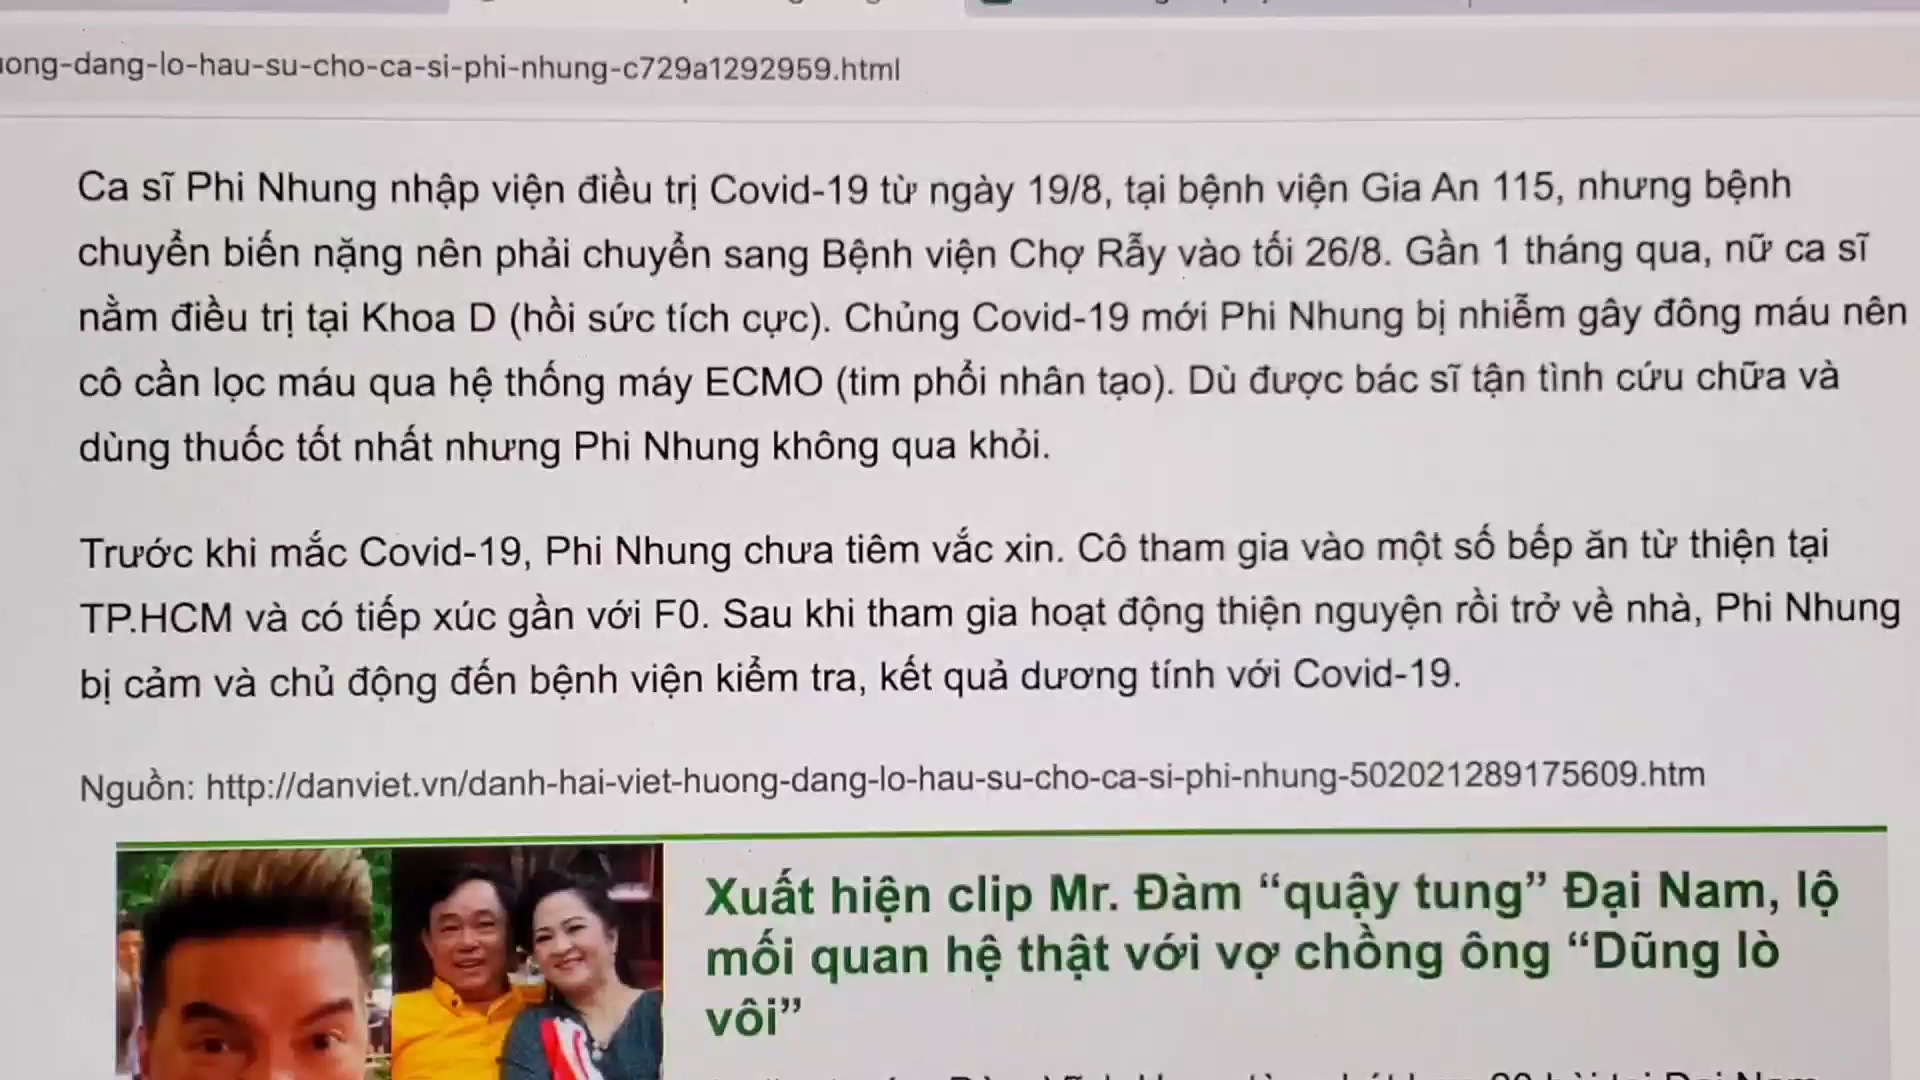 ong-dang-lo-hau-su-cho-ca-si-phi-nhung-c729a1292959.html
Ca sĩ Phi Nhung nhập viện điều trị Covid-19 từ ngày 19/8, tại bệnh viện Gia An 115, nhưng bệnh
chuyển biến nặng nên phải chuyển sang Bệnh viện Chợ Rẫy vào tối 26/8. Gần 1 tháng qua, nữ ca sĩ
nằm điều trị tại Khoa D (hồi sức tích cực). Chủng Covid-19 mới Phi Nhung bị nhiễm gây đông máu nên
cô cần lọc máu qua hệ thống máy ECMO (tim phổi nhân tạo). Dù được bác sĩ tận tình cứu chữa và
dùng thuốc tốt nhất nhưng Phi Nhung không qua khỏi.
Trước khi mắc Covid-19, Phi Nhung chưa tiêm vắc xin. Cô tham gia vào một số bếp ăn từ thiện tại
TP.HCM và có tiếp xúc gần với F0. Sau khi tham gia hoạt động thiện nguyện rồi trở về nhà, Phi Nhung
bị cảm và chủ động đến bệnh viện kiểm tra, kết quả dương tính với Covid-19.
Nguồn: http://danviet.vn/danh-hai-viet-huong-dang-lo-hau-su-cho-ca-si-phi-nhung-502021289175609.htm
Xuất hiện clip Mr. Đàm “quậy tung” Đại Nam, lộ
mối quan hệ thật với vợ chồng ông “Dũng lò
vôi”